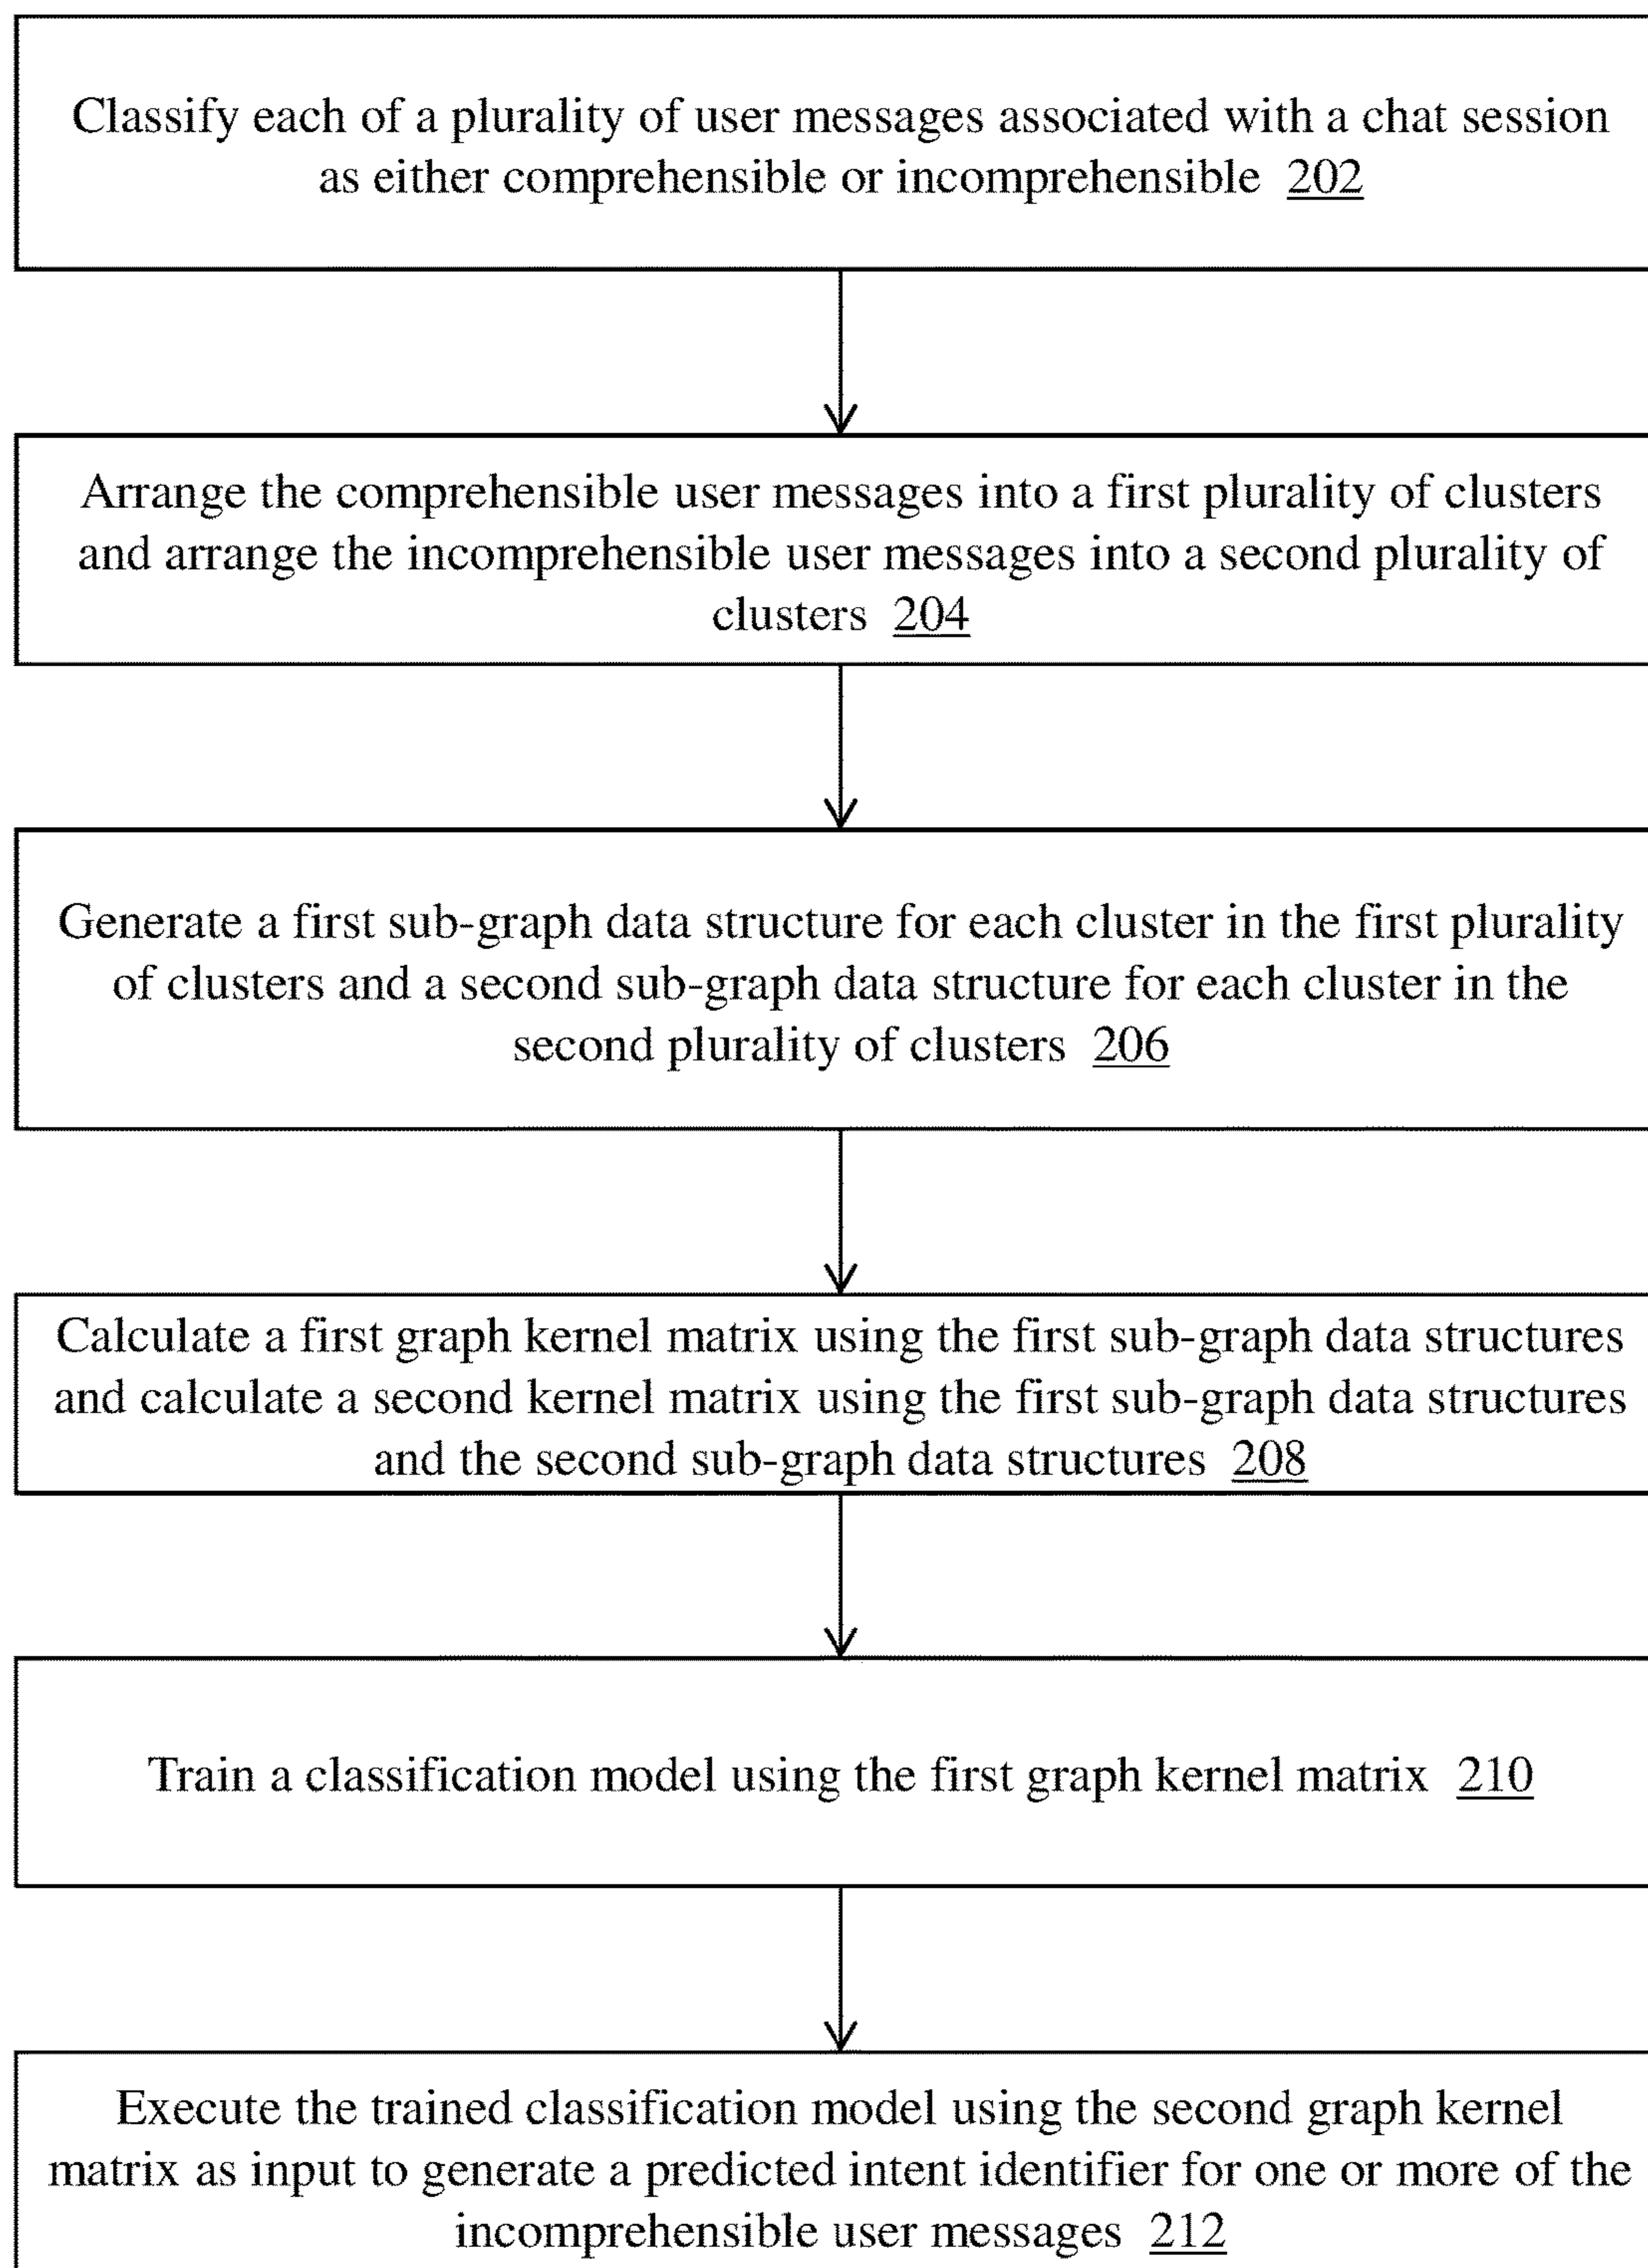 Classify each of a plurality of user messages associated with a chat session
as either comprehensible or incomprehensible 202
Arrange the comprehensible user messages into a first plurality of clusters
and arrange the incomprehensible user messages into a second plurality of
clusters 204
Generate a first sub-graph data structure for each cluster in the first plurality
of clusters and a second sub-graph data structure for each cluster in the
second plurality of clusters 206
Calculate a first graph kernel matrix using the first sub-graph data structures
and calculate a second kernel matrix using the first sub-graph data structures
and the second sub-graph data structures 208
Train a classification model using the first graph kernel matrix 210
Execute the trained classification model using the second graph kernel
matrix as input to generate a predicted intent identifier for one or more of the
incomprehensible user messages 212